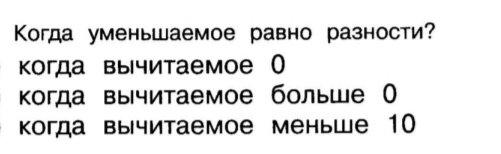 Когда уменьшаемое равно разности?
когда вычитаемое 0
когда вычитаемое больше 0
когда вычитаемое меньше 10